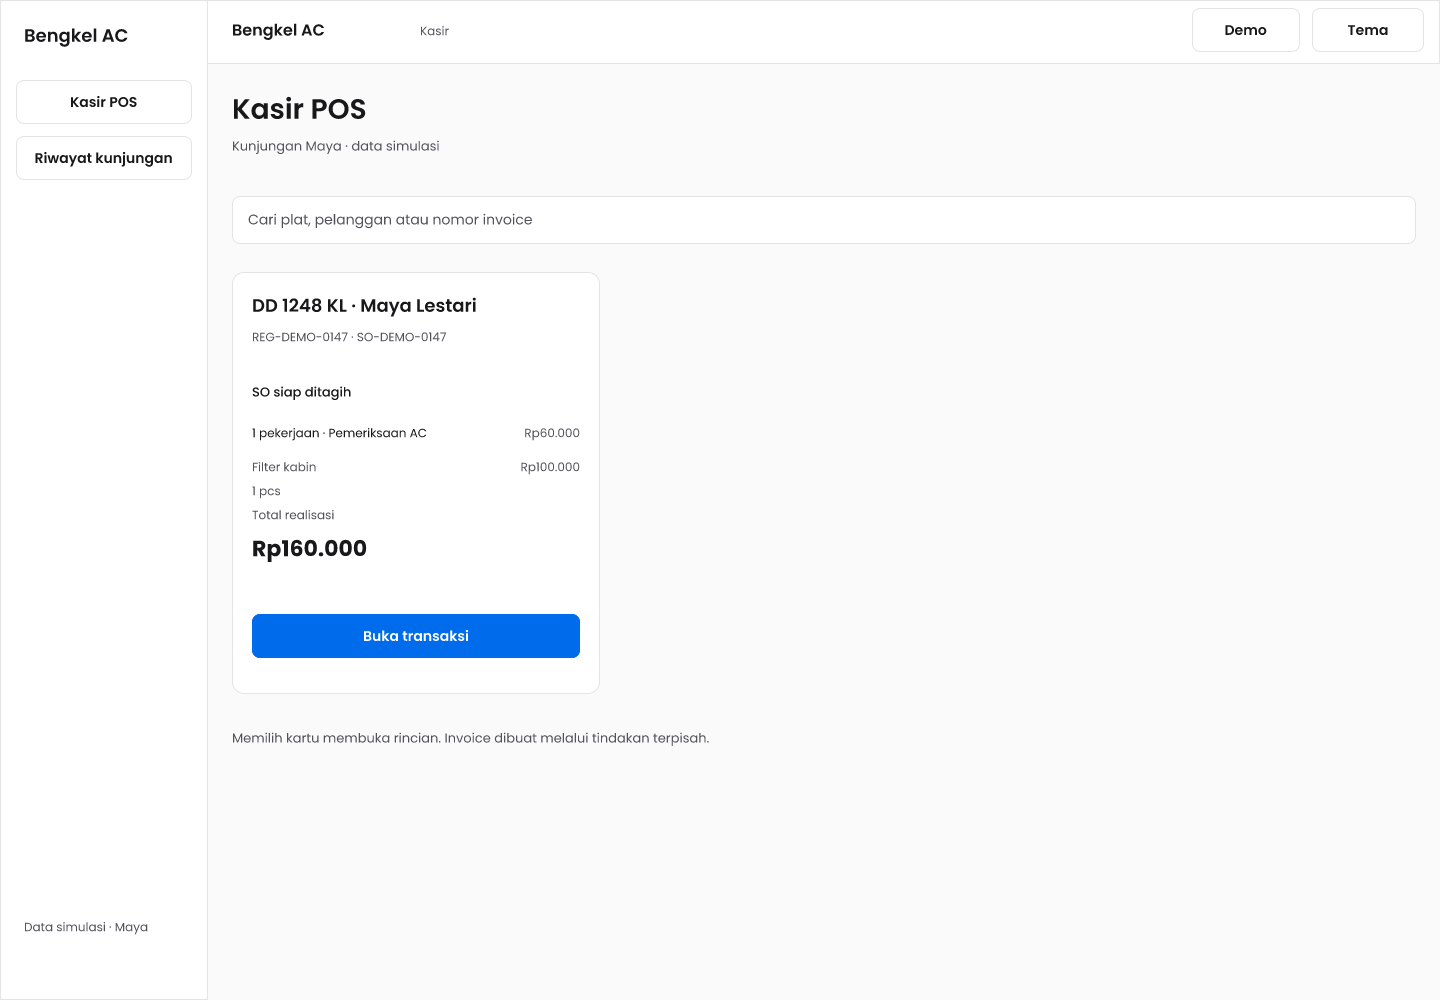 Bengkel AC
Kasir POS
Riwayat kunjungan
Data simulasi · Maya
Bengkel AC
Kasir
Demo
Tema
Kasir POS
Kunjungan Maya · data simulasi
Cari plat, pelanggan atau nomor invoice
DD 1248 KL · Maya Lestari
REG-DEMO-0147 · SO-DEMO-0147
SO siap ditagih
1 pekerjaan · Pemeriksaan AC Rp60.000
Filter kabin Rp100.000
1 pcs
Total realisasi
Rp160.000
Buka transaksi
Memilih kartu membuka rincian. Invoice dibuat melalui tindakan terpisah.